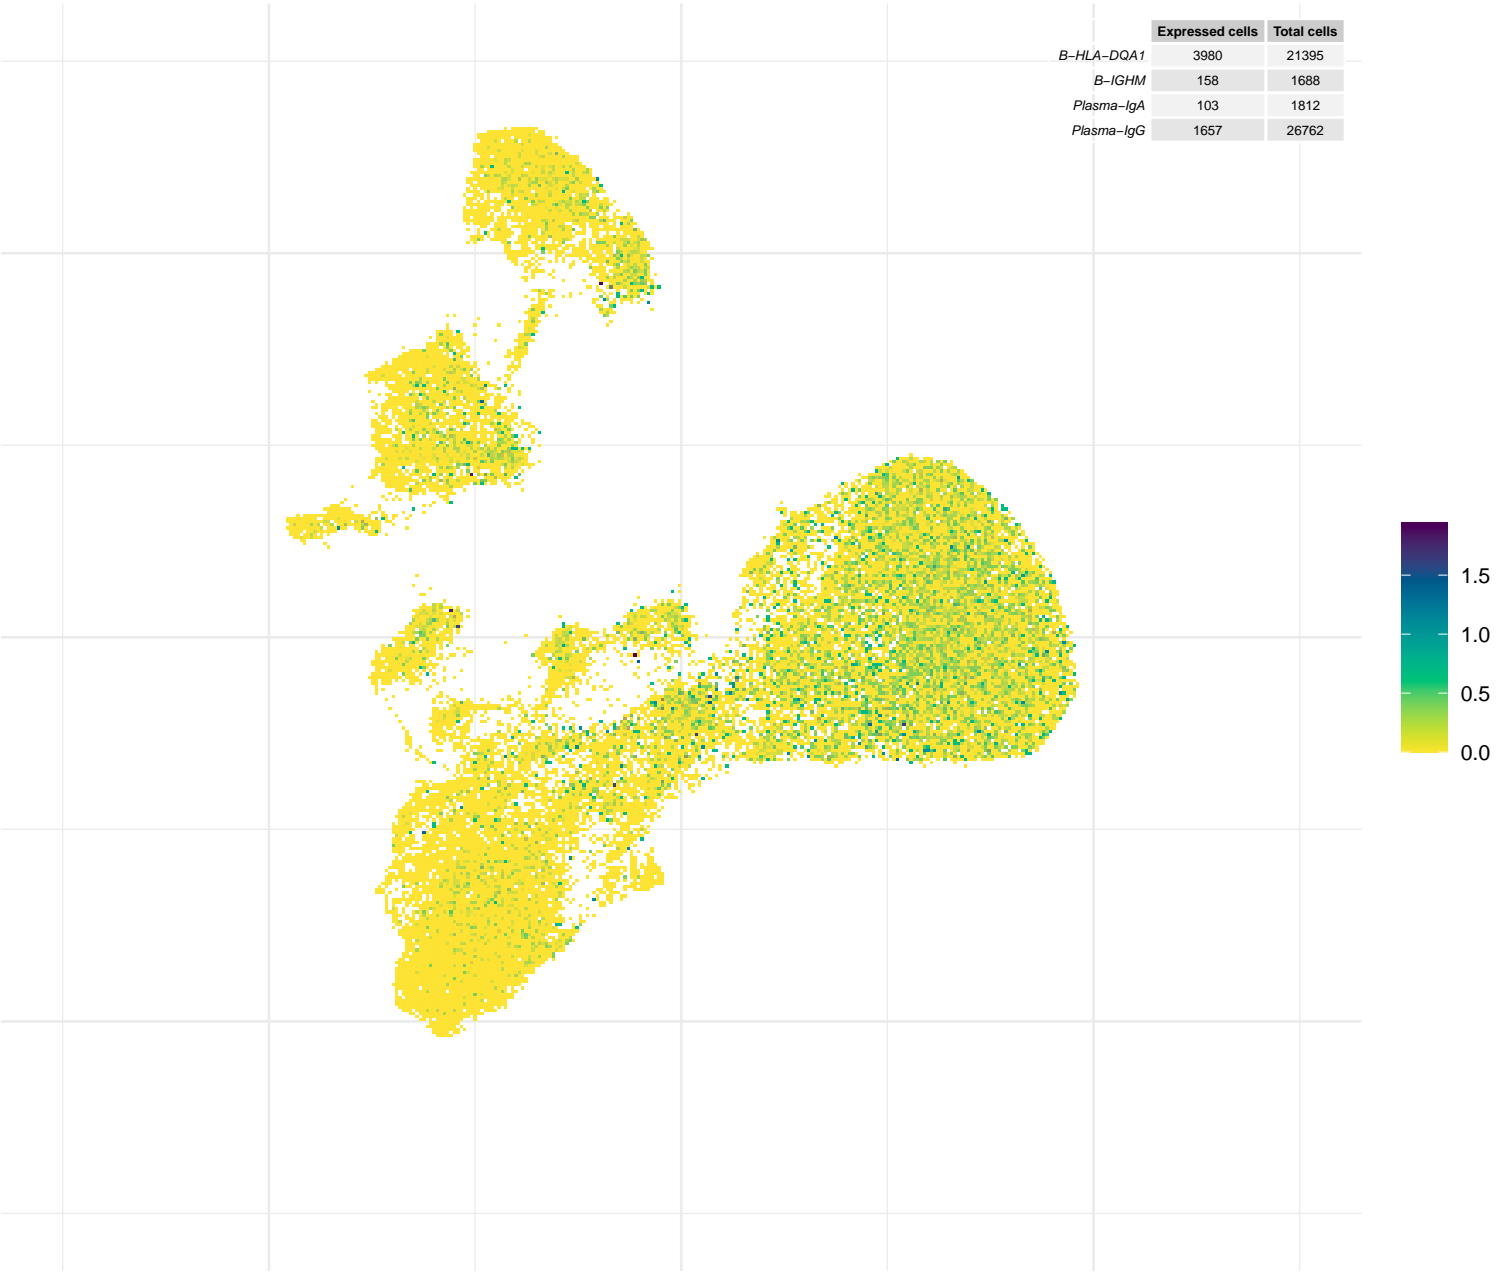 Expressed cells Total cells
B−HLA−DQA1 3980 21395
B−IGHM 158 1688
Plasma−IgA 103 1812
Plasma−IgG 1657 26762
1.5
1.0
0.5
0.0